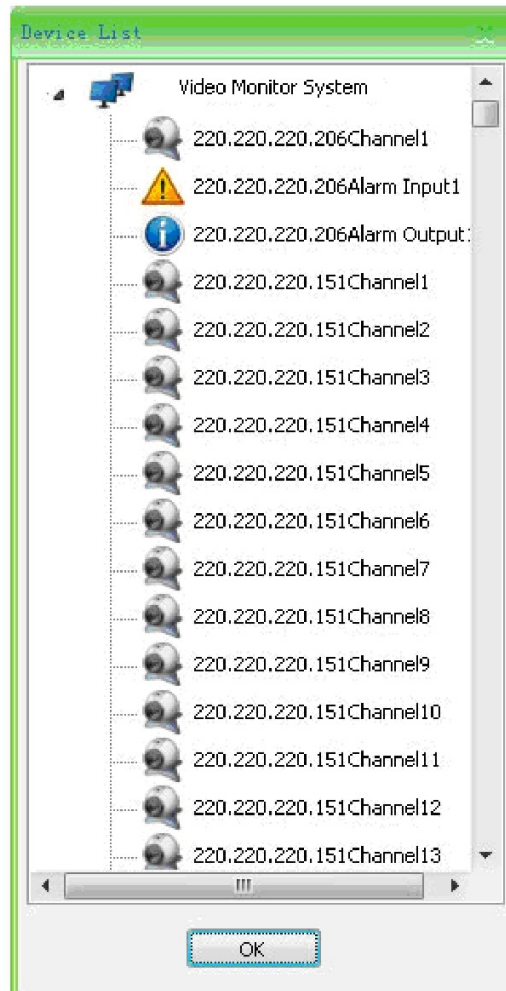 Device List
Video Monitor System
220.220.220.206Channel1
220.220.220.206Alarm Input1
220.220.220.206Alarm Output1
220.220.220.151Channel1
220.220.220.151Channel2
220.220.220.151Channel3
220.220.220.151Channel4
220.220.220.151Channel5
220.220.220.151Channel6
220.220.220.151Channel7
220.220.220.151Channel8
220.220.220.151Channel9
220.220.220.151Channel10
220.220.220.151Channel11
220.220.220.151Channel12
220.220.220.151Channel13
OK